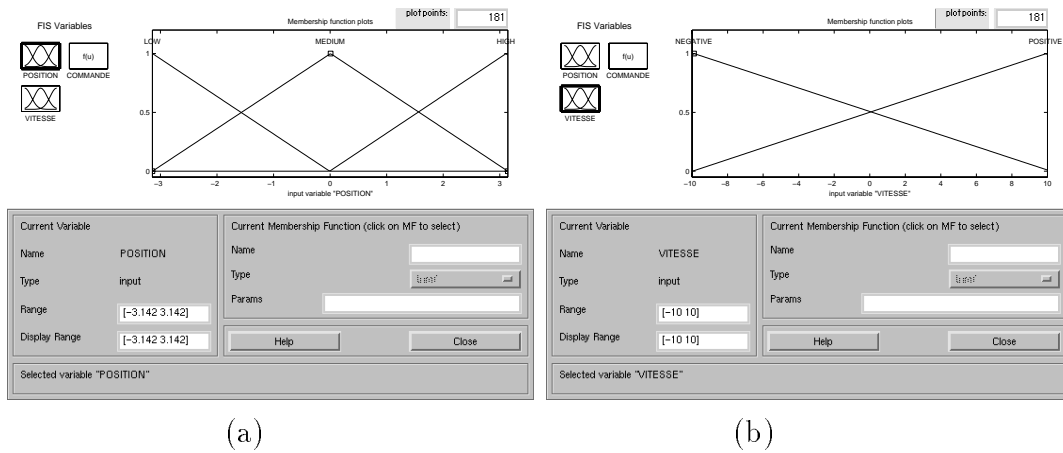 FIS Variables
Membership function plots
plot points:
181
LOW
MEDIUM
HIGH
f(u)
POSITION
COMMANDE
VITESSE
1
0.5
0
−3
−2
−1
0
1
2
3
input variable "POSITION"
Current Variable
Name
POSITION
Type
input
Range
[−3.142 3.142]
Display Range
[−3.142 3.142]
Current Membership Function (click on MF to select)
Name
Type
Params
Help
Close
Selected variable "POSITION"
(a)
FIS Variables
Membership function plots
plot points:
181
NEGATIVE
POSITIVE
f(u)
POSITION
COMMANDE
VITESSE
1
0.5
0
−10
−8
−6
−4
−2
0
2
4
6
8
10
input variable "VITESSE"
Current Variable
Name
VITESSE
Type
input
Range
[−10 10]
Display Range
[−10 10]
Current Membership Function (click on MF to select)
Name
Type
Params
Help
Close
Selected variable "VITESSE"
(b)